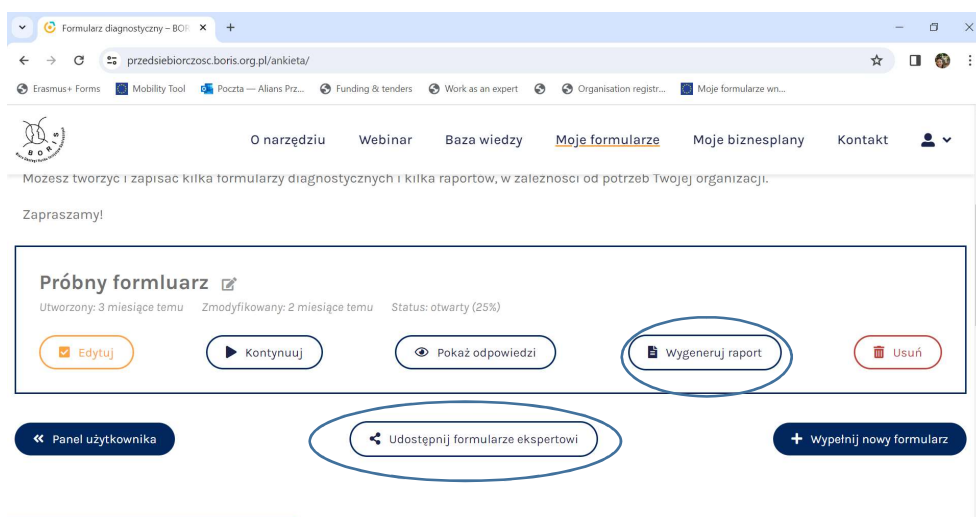 Formularz diagnostyczny – BOR
przedsiebiorczosc.boris.org.pl/ankieta/
Erasmus+ Forms Mobility Tool Poczta — Alians Prz... Funding & tenders Work as an expert Organisation registr... Moje formularze wn...
BORIS
O narzędziu Webinar Baza wiedzy Moje formularze Moje biznesplany Kontakt
Możesz tworzyć i zapisać kilka formularzy diagnostycznych i kilka raportów, w zależności od potrzeb Twojej organizacji.
Zapraszamy!
Próbny formluarz
Utworzony: 3 miesiące temu Zmodyfikowany: 2 miesiące temu Status: otwarty (25%)
Edytuj Kontynuuj Pokaż odpowiedzi Wygeneruj raport Usuń
Panel użytkownika Udostępnij formularze ekspertowi Wypełnij nowy formularz